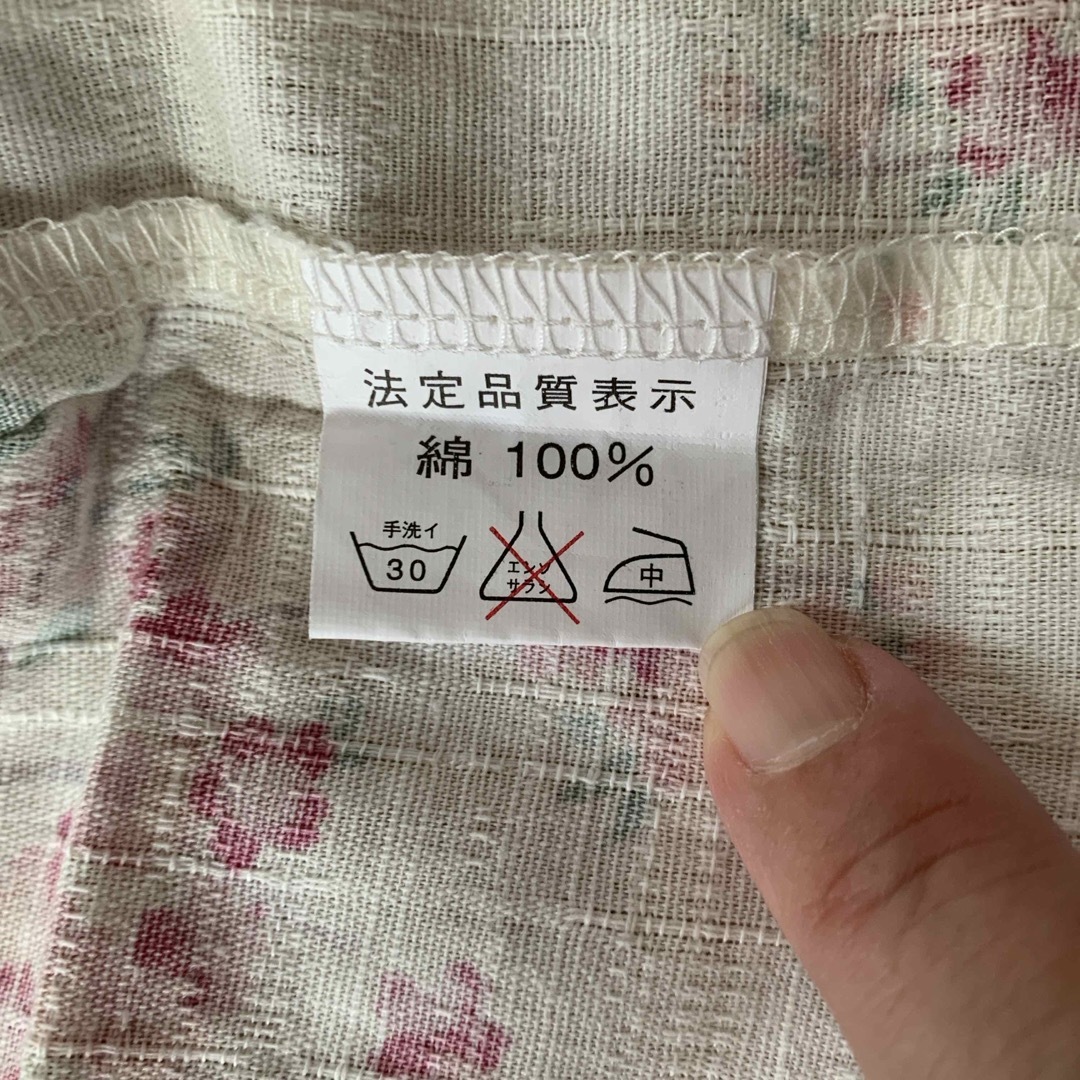 法定品質表示
綿 100%
手洗イ
30
エンソ
サラシ
中